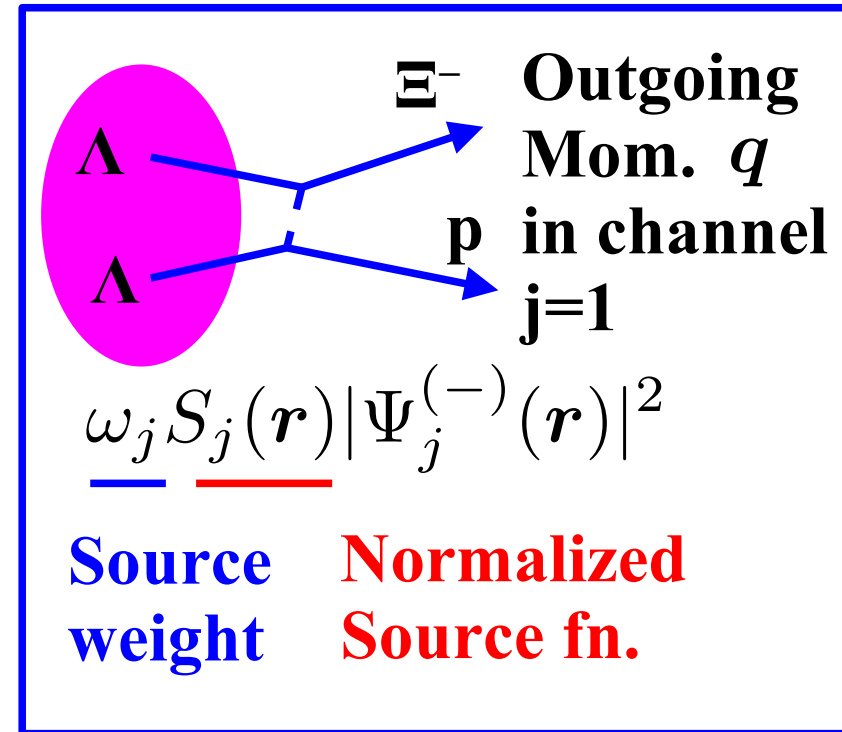 Ξ⁻ Outgoing
Λ Mom. q
p in channel
Λ j=1
ω_j S_j(r)|Ψ_j^{(-)}(r)|^2
Source Normalized
weight Source fn.